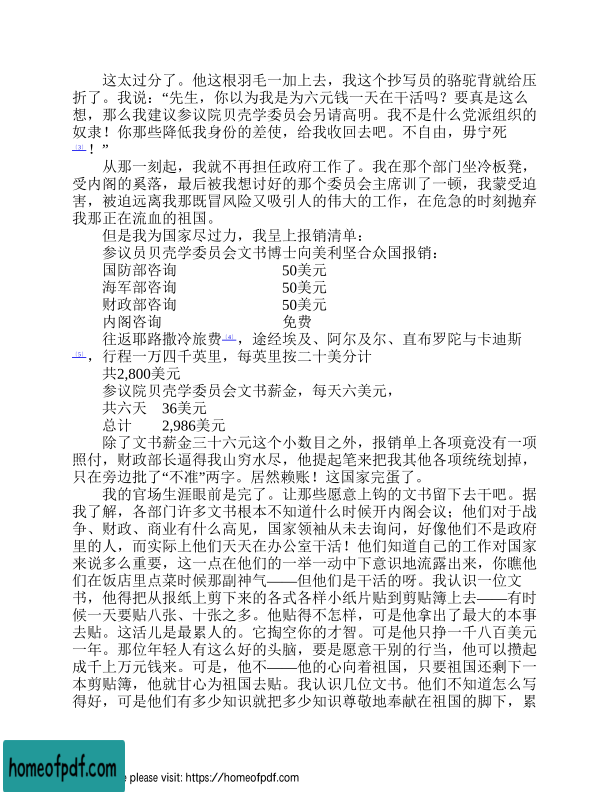 这太过分了。他这根羽毛一加上去，我这个抄写员的骆驼背就给压
折了。我说：“先生，你以为我是为六元钱一天在干活吗？要真是这么
想，那么我建议参议院贝壳学委员会另请高明。我不是什么党派组织的
奴隶！你那些降低我身份的差使，给我收回去吧。不自由，毋宁死
[3]！”
从那一刻起，我就不再担任政府工作了。我在那个部门坐冷板凳，
受内阁的奚落，最后被我想讨好的那个委员会主席训了一顿，我蒙受迫
害，被迫远离我那既冒风险又吸引人的伟大的工作，在危急的时刻抛弃
我那正在流血的祖国。
但是我为国家尽过力，我呈上报销清单：
参议员贝壳学委员会文书博士向美利坚合众国报销：
国防部咨询 50美元
海军部咨询 50美元
财政部咨询 50美元
内阁咨询 免费
往返耶路撒冷旅费[4]，途经埃及、阿尔及尔、直布罗陀与卡迪斯
[5]，行程一万四千英里，每英里按二十美分计
共2,800美元
参议院贝壳学委员会文书薪金，每天六美元，
共六天 36美元
总计 2,986美元
除了文书薪金三十六元这个小数目之外，报销单上各项竟没有一项
照付，财政部长逼得我山穷水尽，他提起笔来把我其他各项统统划掉，
只在旁边批了“不准”两字。居然赖账！这国家完蛋了。
我的官场生涯眼前是完了。让那些愿意上钩的文书留下去干吧。据
我了解，各部门许多文书根本不知道什么时候开内阁会议；他们对于战
争、财政、商业有什么高见，国家领袖从未去询问，好像他们不是政府
里的人，而实际上他们天天在办公室干活！他们知道自己的工作对国家
来说多么重要，这一点在他们的一举一动中下意识地流露出来，你瞧他
们在饭店里点菜时候那副神气——但他们是干活的呀。我认识一位文
书，他得把从报纸上剪下来的各式各样小纸片贴到剪贴簿上去——有时
候一天要贴八张、十张之多。他贴得不怎样，可是他拿出了最大的本事
去贴。这活儿是最累人的。它掏空你的才智。可是他只挣一千八百美元
一年。那位年轻人有这么好的头脑，要是愿意干别的行当，他可以攒起
成千上万元钱来。可是，他不——他的心向着祖国，只要祖国还剩下一
本剪贴簿，他就甘心为祖国去贴。我认识几位文书。他们不知道怎么写
得好，可是他们有多少知识就把多少知识尊敬地奉献在祖国的脚下，累
homeofpdf.com
e please visit: https://homeofpdf.com